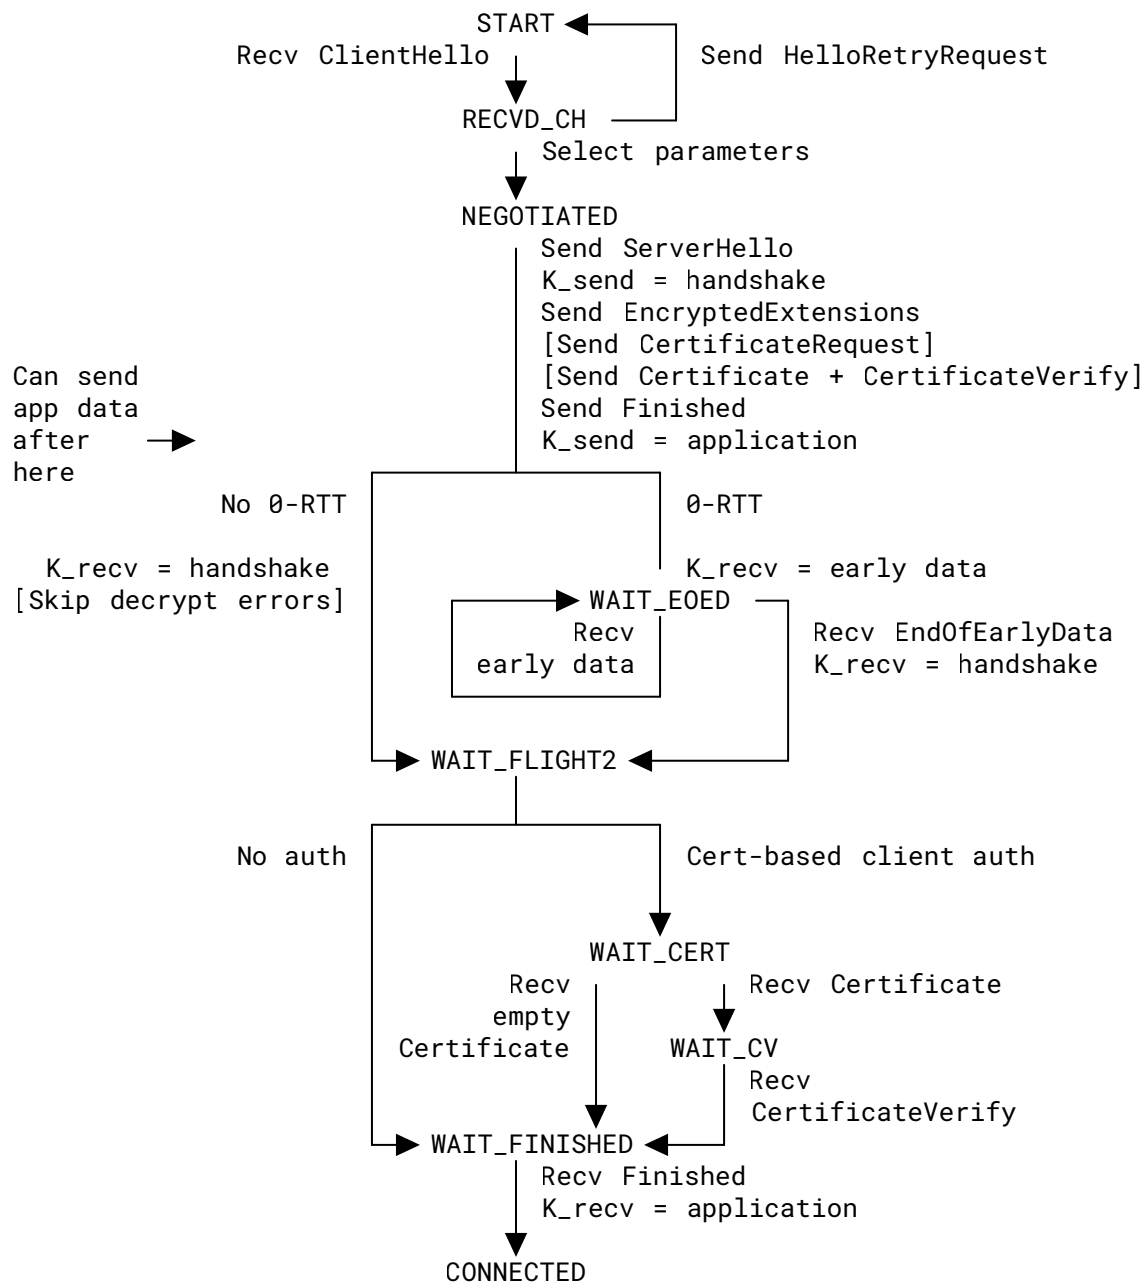 START
Recv ClientHello
Send HelloRetryRequest
RECVD_CH
Select parameters
NEGOTIATED
Send ServerHello
K_send = handshake
Send EncryptedExtensions
[Send CertificateRequest]
[Send Certificate + CertificateVerify]
Send Finished
K_send = application
Can send
app data
after
here
No 0-RTT
0-RTT
K_recv = handshake
[Skip decrypt errors]
K_recv = early data
WAIT_EOED
Recv
early data
Recv EndOfEarlyData
K_recv = handshake
WAIT_FLIGHT2
No auth
Cert-based client auth
WAIT_CERT
Recv
empty
Certificate
Recv Certificate
WAIT_CV
Recv
CertificateVerify
WAIT_FINISHED
Recv Finished
K_recv = application
CONNECTED